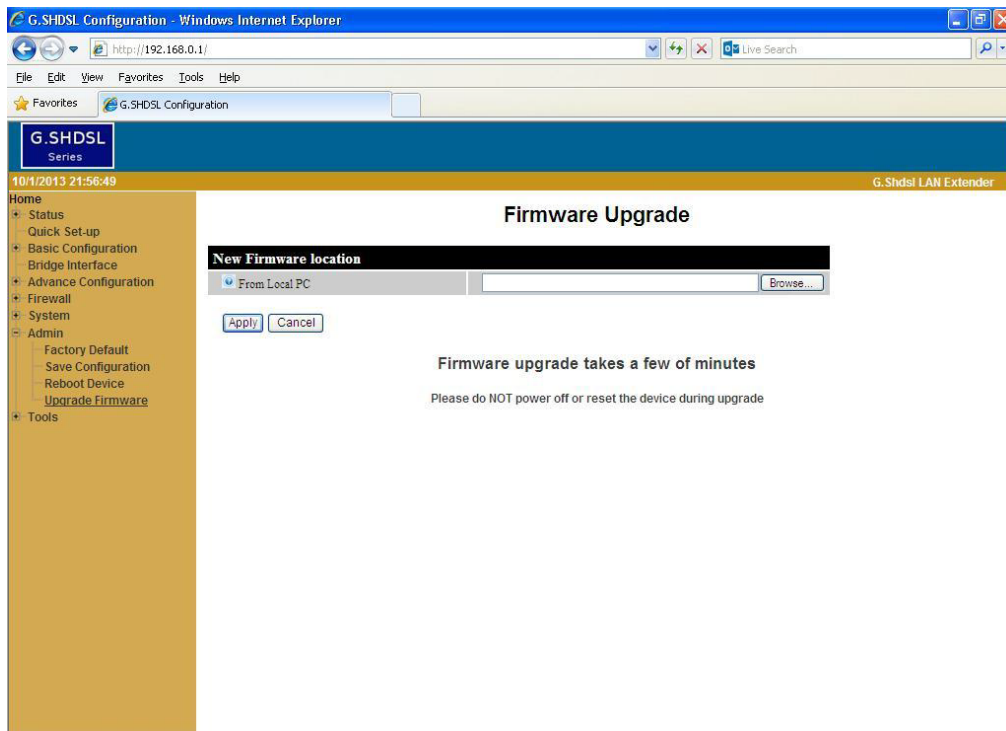 G.SHDSL Configuration - Windows Internet Explorer
http://192.168.0.1/
Live Search
File Edit View Favorites Tools Help
Favorites
G.SHDSL Configuration
G.SHDSL
Series
10/1/2013 21:56:49
G.Shdsl LAN Extender
Home
Status
Quick Set-up
Basic Configuration
Bridge Interface
Advance Configuration
Firewall
System
Admin
Factory Default
Save Configuration
Reboot Device
Upgrade Firmware
Tools
Firmware Upgrade
New Firmware location
From Local PC
Browse...
Apply Cancel
Firmware upgrade takes a few of minutes
Please do NOT power off or reset the device during upgrade